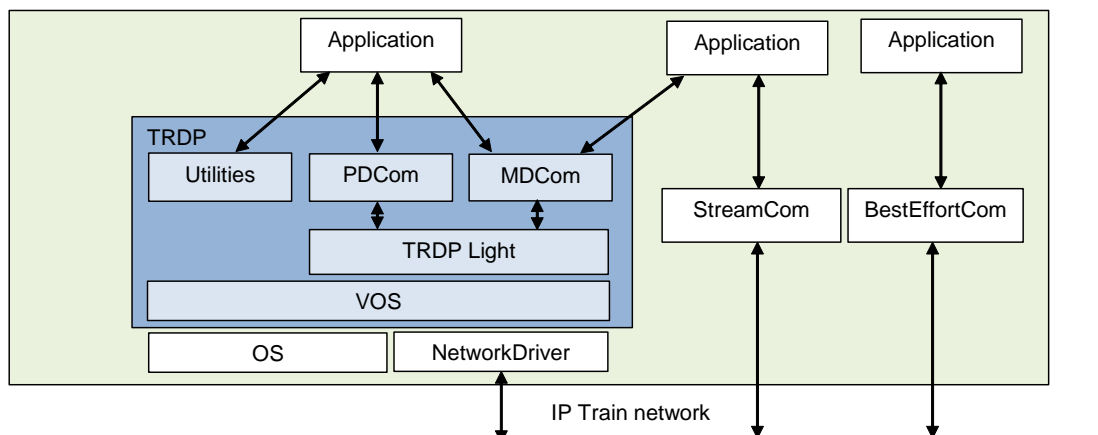 Application
Application
Application
TRDP
Utilities
PDCom
MDCom
StreamCom
BestEffortCom
TRDP Light
VOS
OS
NetworkDriver
IP Train network